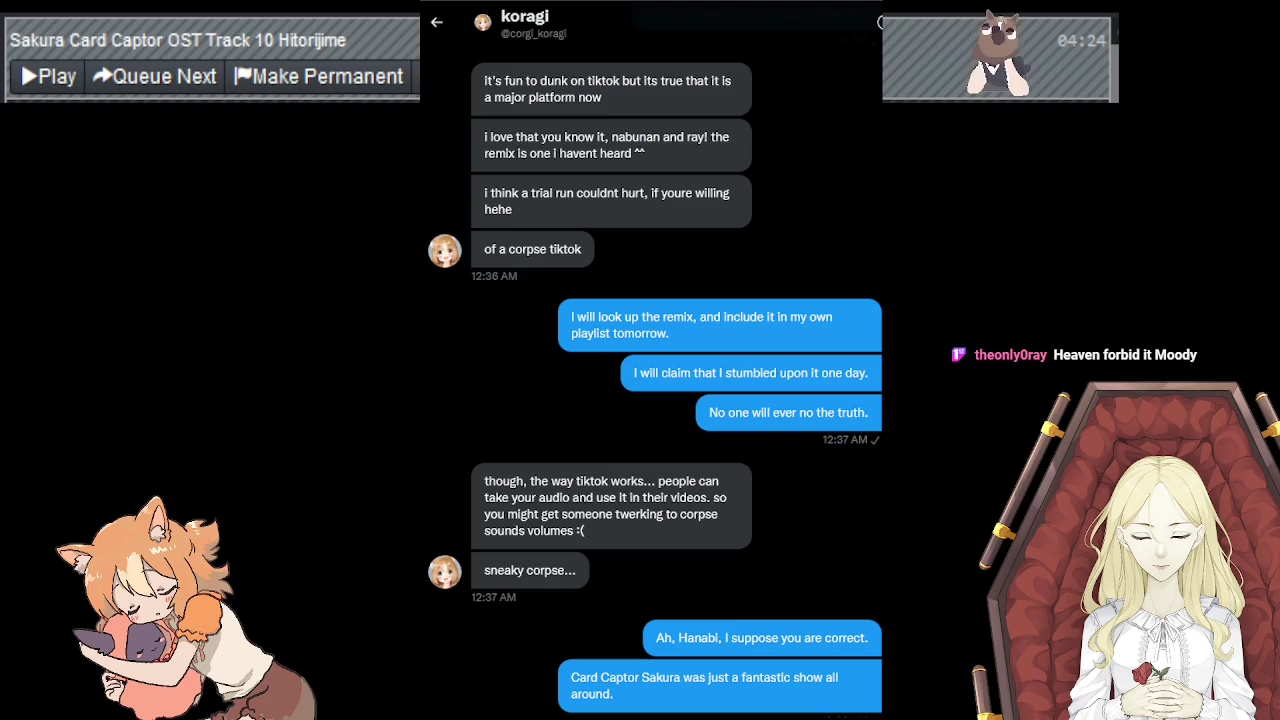 Sakura Card Captor OST Track 10 Hitorijime
Play Queue Next Make Permanent
koragi
@corgi_koragi
04:24
it's fun to dunk on tiktok but its true that it is
a major platform now
i love that you know it, nabunan and ray! the
remix is one i havent heard ^^
i think a trial run couldnt hurt, if youre willing
hehe
of a corpse tiktok
12:36 AM
I will look up the remix, and include it in my own
playlist tomorrow.
I will claim that I stumbled upon it one day.
No one will ever no the truth.
12:37 AM
theonly0ray Heaven forbid it Moody
though, the way tiktok works... people can
take your audio and use it in their videos. so
you might get someone twerking to corpse
sounds volumes :(
sneaky corpse...
12:37 AM
Ah, Hanabi, I suppose you are correct.
Card Captor Sakura was just a fantastic show all
around.